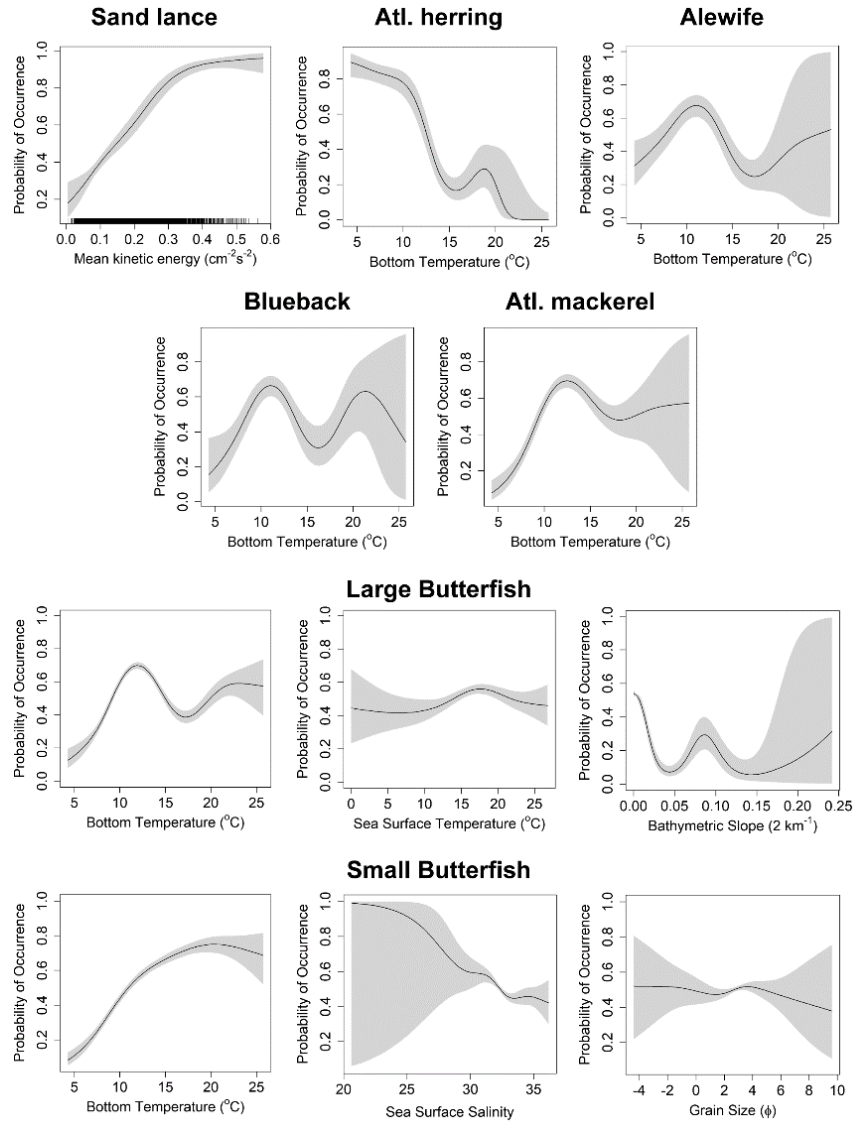 Sand lance
Atl. herring
Alewife
Probability of Occurrence
0.2 0.4 0.6 0.8 1.0
0.0 0.1 0.2 0.3 0.4 0.5 0.6
Mean kinetic energy (cm⁻²s⁻²)
Probability of Occurrence
0.0 0.4 0.8
5 10 15 20 25
Bottom Temperature (°C)
Probability of Occurrence
0.0 0.2 0.4 0.6 0.8 1.0
5 10 15 20 25
Bottom Temperature (°C)
Blueback
Atl. mackerel
Probability of Occurrence
0.0 0.2 0.4 0.6 0.8
5 10 15 20 25
Bottom Temperature (°C)
Probability of Occurrence
0.2 0.4 0.6 0.8
5 10 15 20 25
Bottom Temperature (°C)
Large Butterfish
Probability of Occurrence
0.0 0.2 0.4 0.6 0.8 1.0
5 10 15 20 25
Bottom Temperature (°C)
Probability of Occurrence
0.0 0.2 0.4 0.6 0.8 1.0
0 5 10 15 20 25
Sea Surface Temperature (°C)
Probability of Occurrence
0.0 0.2 0.4 0.6 0.8 1.0
0.00 0.05 0.10 0.15 0.20 0.25
Bathymetric Slope (2 km⁻¹)
Small Butterfish
Probability of Occurrence
0.0 0.2 0.4 0.6 0.8 1.0
5 10 15 20 25
Bottom Temperature (°C)
Probability of Occurrence
0.2 0.4 0.6 0.8 1.0
20 25 30 35
Sea Surface Salinity
Probability of Occurrence
0.0 0.2 0.4 0.6 0.8 1.0
-4 -2 0 2 4 6 8 10
Grain Size (ϕ)